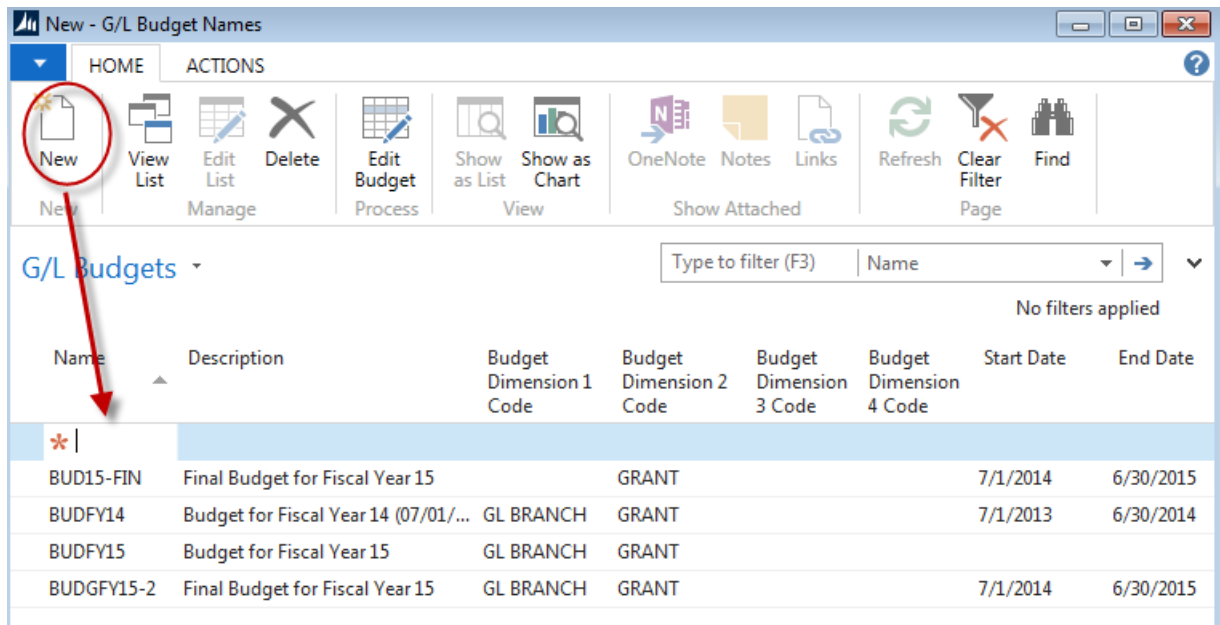 New - G/L Budget Names
HOME ACTIONS
New View List Edit List Delete Edit Budget Show as List Show as Chart OneNote Notes Links Refresh Clear Filter Find
New Manage Process View Show Attached Page
G/L Budgets Type to filter (F3) Name
No filters applied
Name Description Budget Dimension 1 Code Budget Dimension 2 Code Budget Dimension 3 Code Budget Dimension 4 Code Start Date End Date
BUD15-FIN Final Budget for Fiscal Year 15 GRANT 7/1/2014 6/30/2015
BUDFY14 Budget for Fiscal Year 14 (07/01/... GL BRANCH GRANT 7/1/2013 6/30/2014
BUDFY15 Budget for Fiscal Year 15 GL BRANCH GRANT
BUDGFY15-2 Final Budget for Fiscal Year 15 GL BRANCH GRANT 7/1/2014 6/30/2015